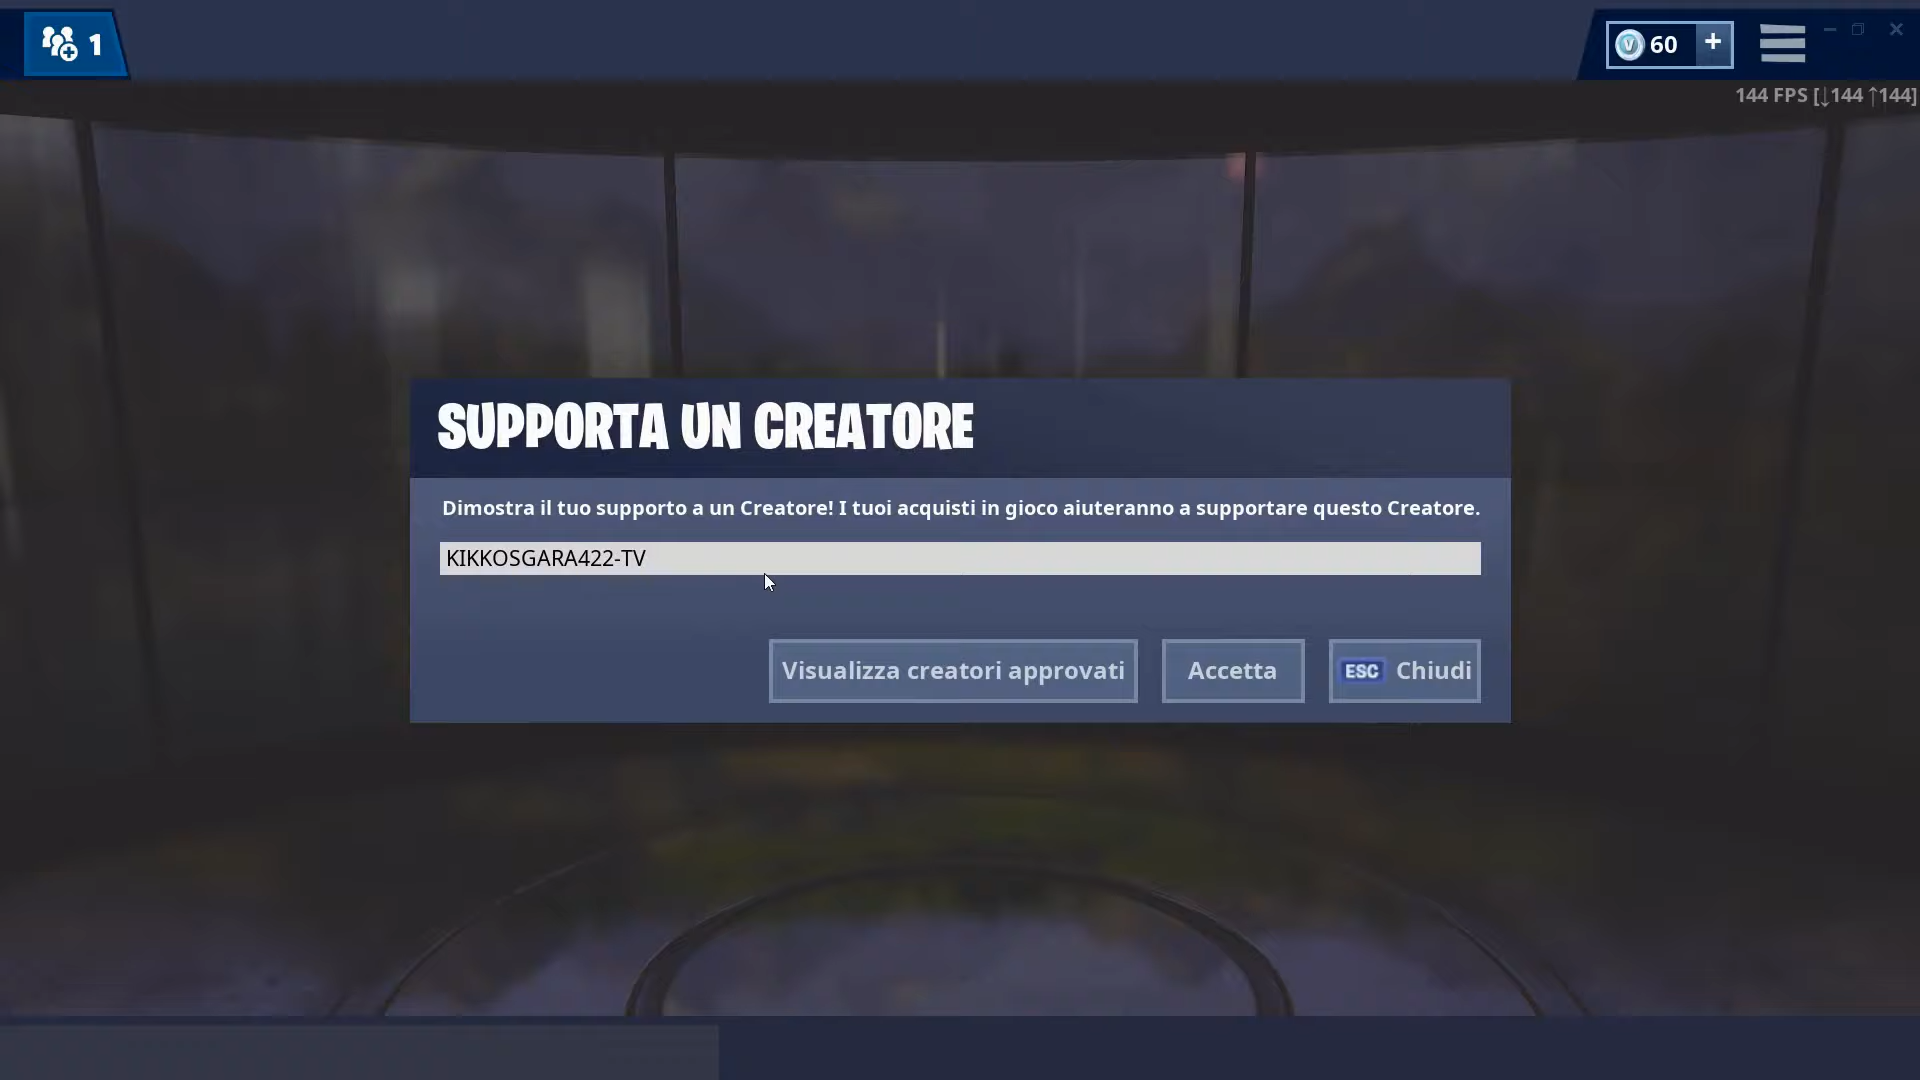 1
V 60 +
144 FPS [↓144 ↑144]
SUPPORTA UN CREATORE
Dimostra il tuo supporto a un Creatore! I tuoi acquisti in gioco aiuteranno a supportare questo Creatore.
KIKKOSGARA422-TV
Visualizza creatori approvati
Accetta
ESC Chiudi